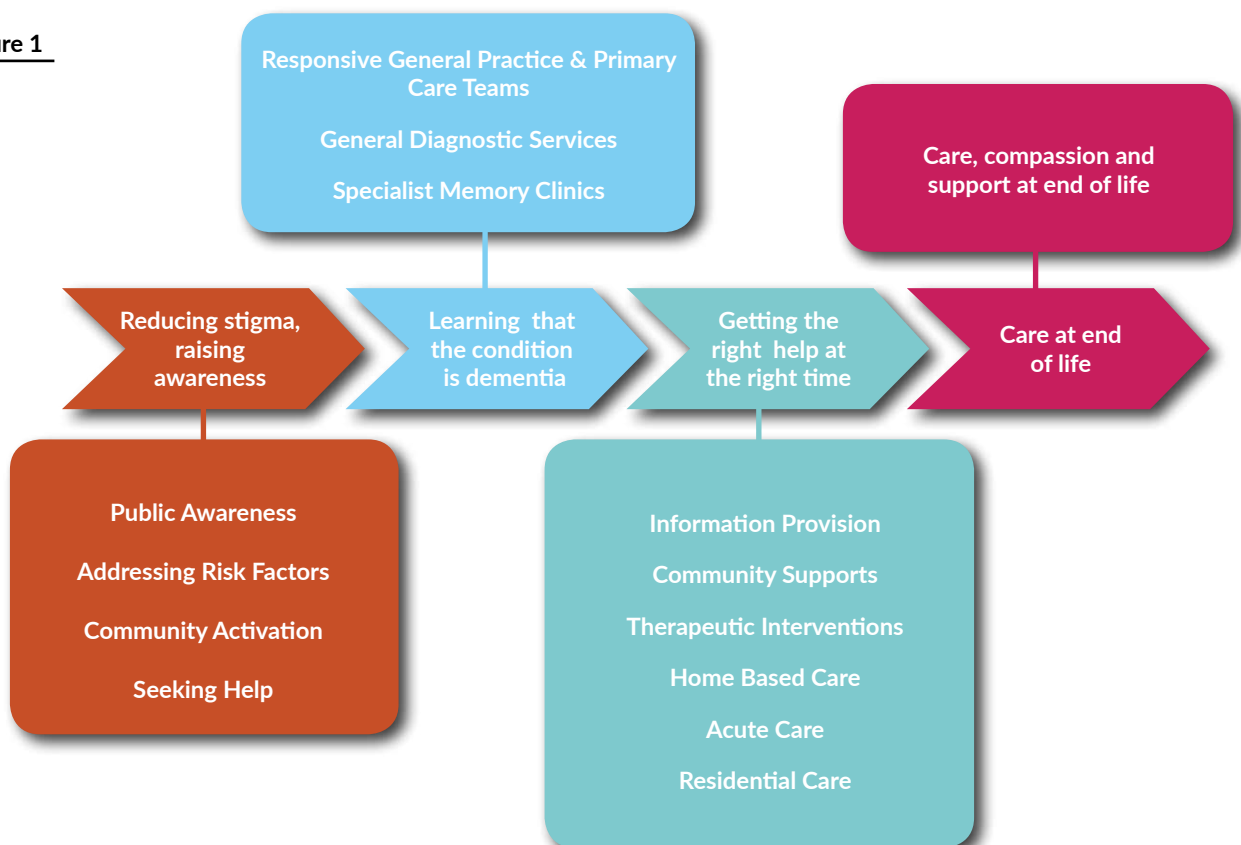 ure 1
Responsive General Practice & Primary
Care Teams
General Diagnostic Services
Specialist Memory Clinics
Care, compassion and
support at end of life
Reducing stigma,
raising
awareness
Learning that
the condition
is dementia
Getting the
right help at
the right time
Care at end
of life
Public Awareness
Addressing Risk Factors
Community Activation
Seeking Help
Information Provision
Community Supports
Therapeutic Interventions
Home Based Care
Acute Care
Residential Care